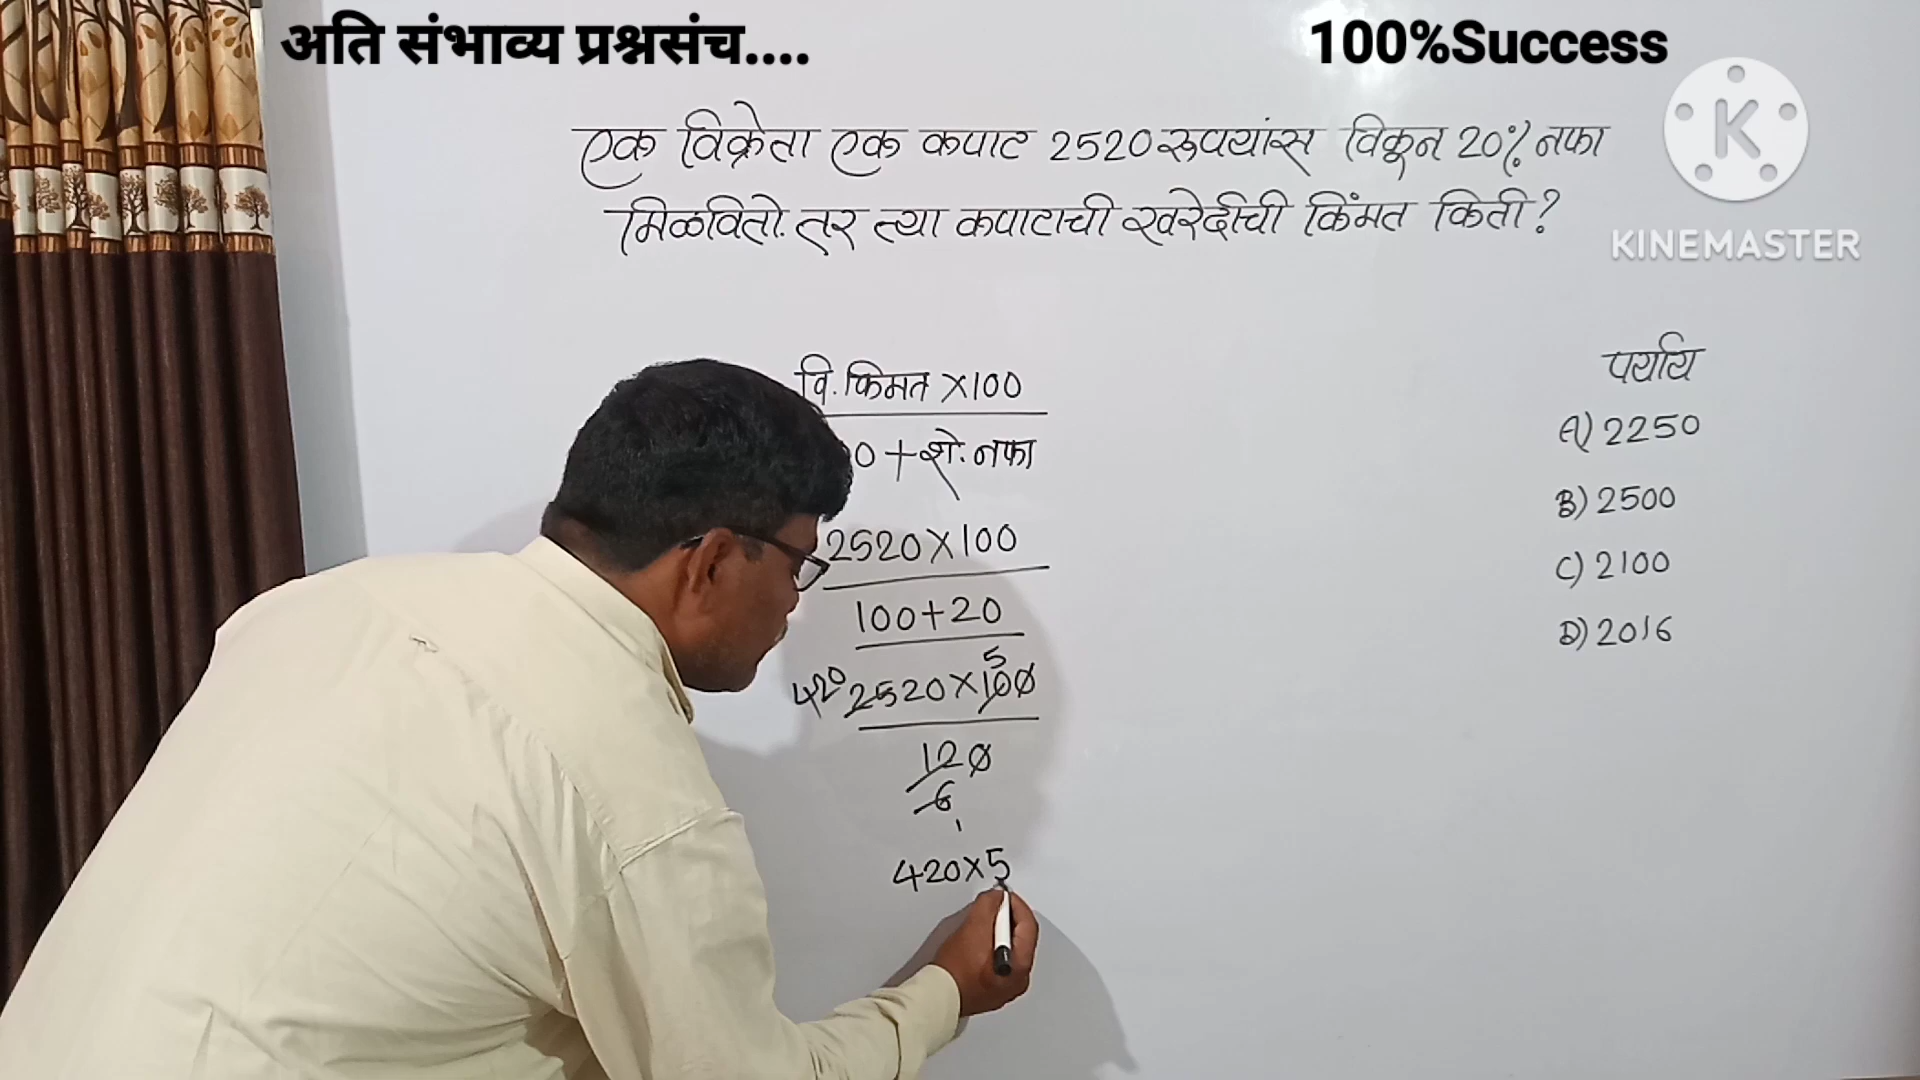 अति संभाव्य प्रश्नसंच....
100%Success
K
KINEMASTER
एक विक्रेता एक कपाट 2520 रुपयांस विकून 20% नफा
मिळवितो. तर त्या कपाटाची खरेदीची किंमत किती?
वि. किंमत ×100
0 + शे. नफा
2520×100
100+20
5
420 2520×100
120
6
1
420×5
पर्याय
A) 2250
B) 2500
C) 2100
D) 2016